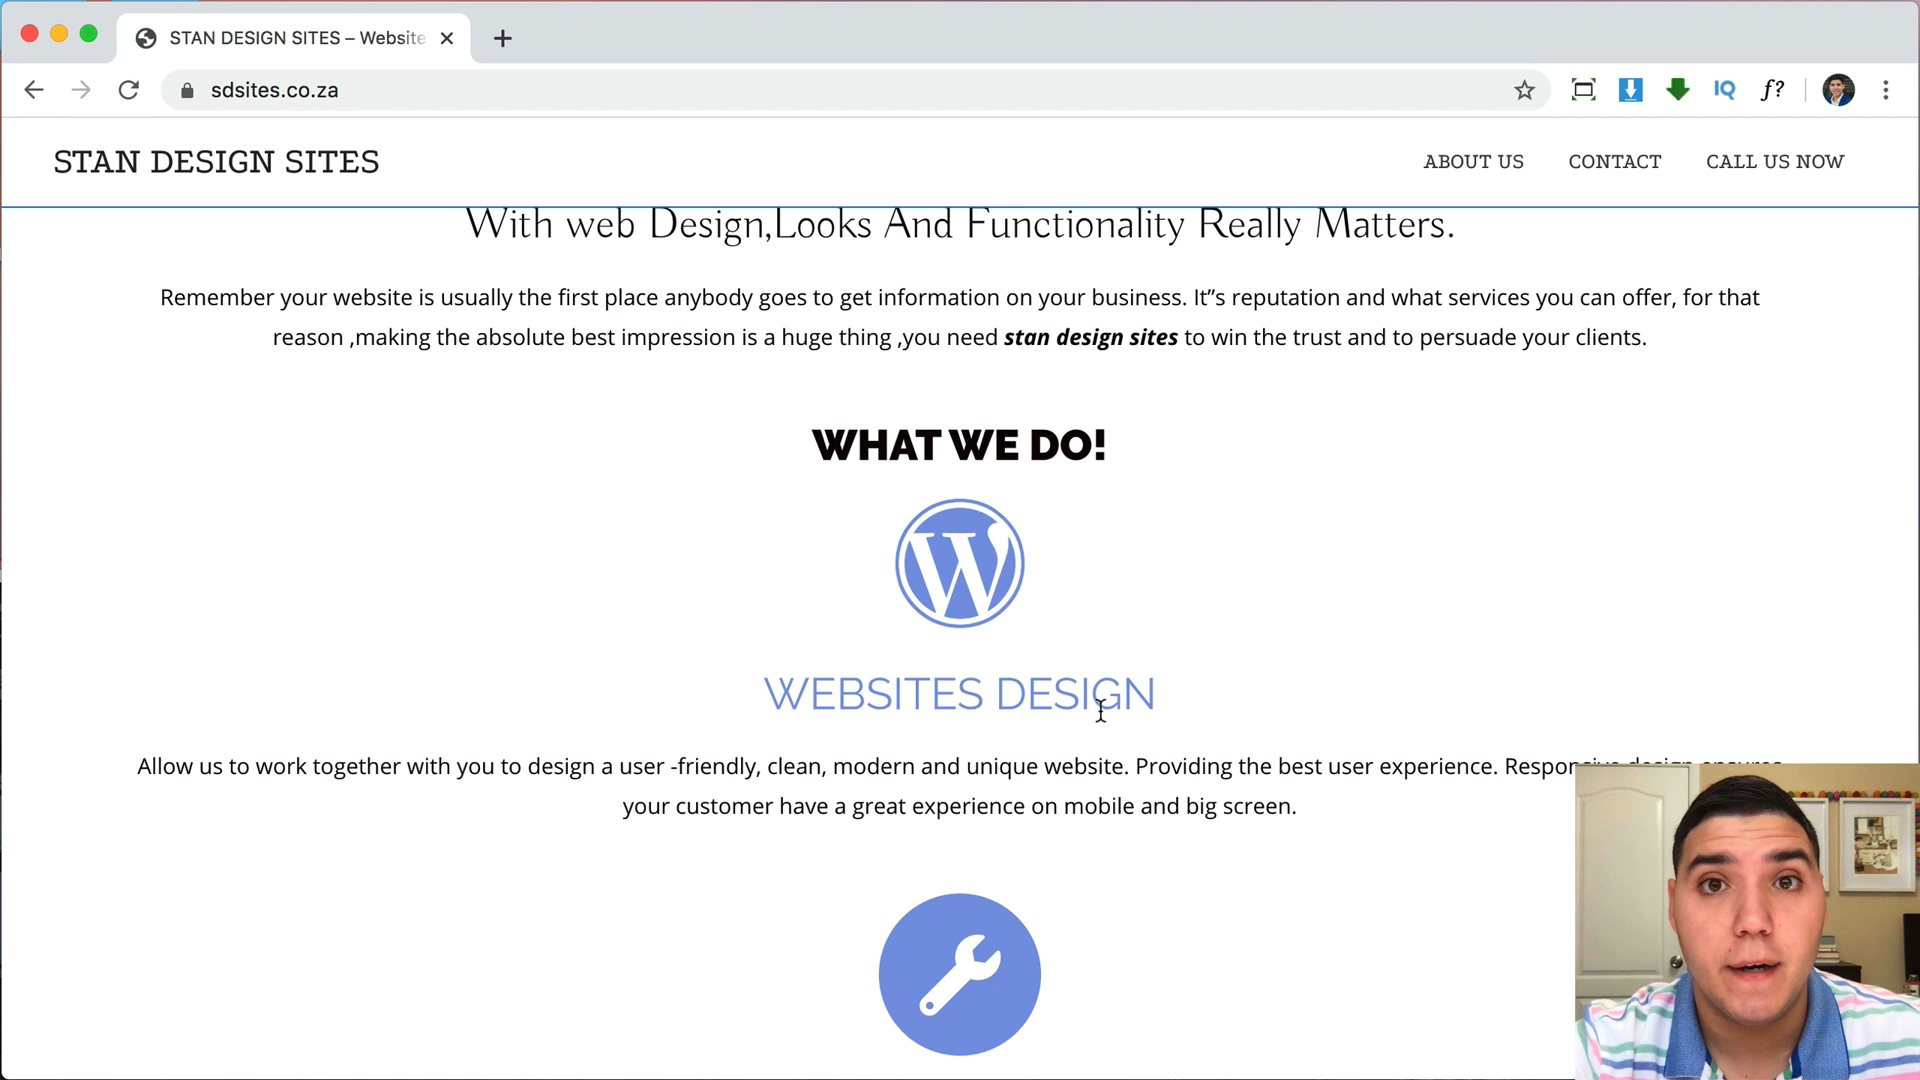 STAN DESIGN SITES – Website
sdsites.co.za
IQ
f?
STAN DESIGN SITES
ABOUT US
CONTACT
CALL US NOW
With web Design,Looks And Functionality Really Matters.
Remember your website is usually the first place anybody goes to get information on your business. It”s reputation and what services you can offer, for that
reason ,making the absolute best impression is a huge thing ,you need stan design sites to win the trust and to persuade your clients.
WHAT WE DO!
WEBSITES DESIGN
Allow us to work together with you to design a user -friendly, clean, modern and unique website. Providing the best user experience. Responsive design ensures
your customer have a great experience on mobile and big screen.